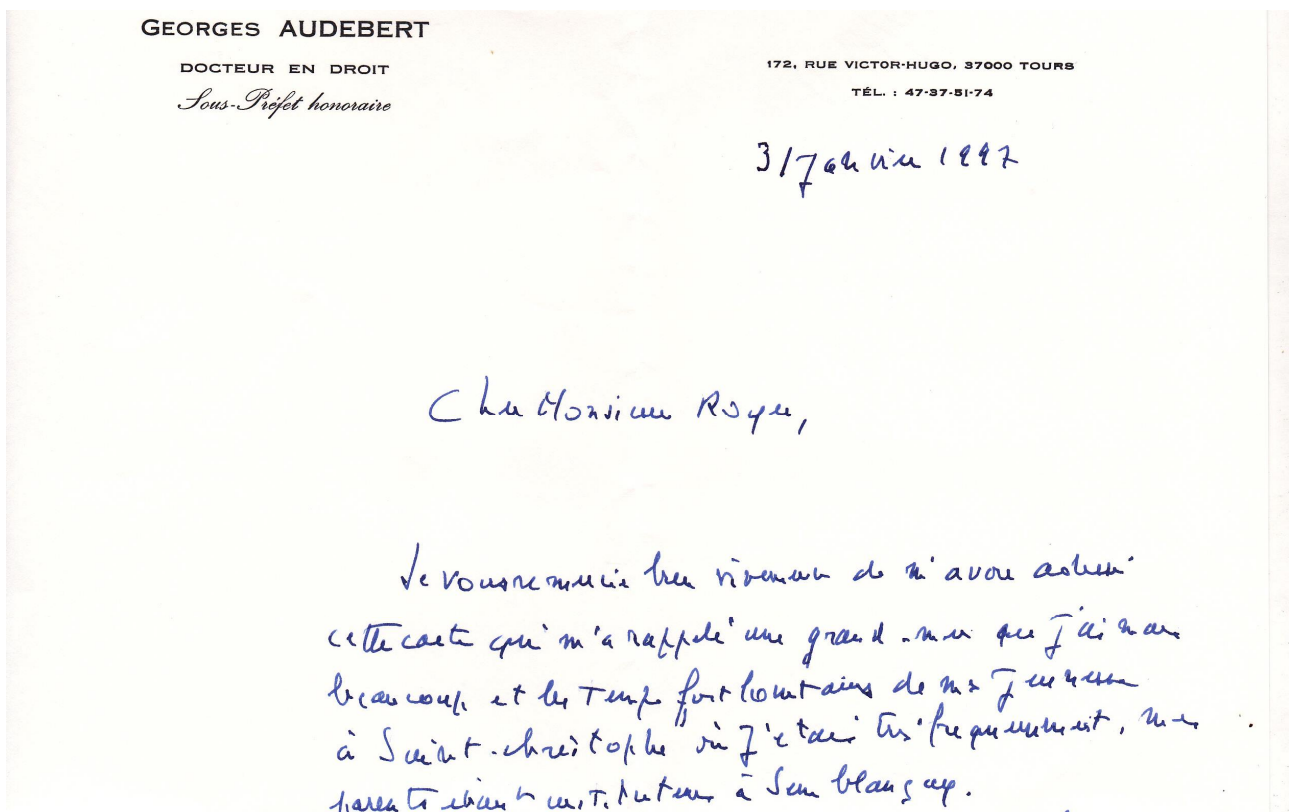 GEORGES AUDEBERT
DOCTEUR EN DROIT
Sous-Préfet honoraire
172, RUE VICTOR-HUGO, 37000 TOURS
TÉL. : 47-37-51-74
3/Janvier 1997
Cher Monsieur Royer,
Je vous remercie bien vivement de m'avoir adressé
cette carte qui m'a rappelé une grand-mère que j'aimais
beaucoup et les temps fort lointains de ma jeunesse
à Saint-Christophe où j'étais très fréquemment, mes
parents étant instituteurs à Semblançay.